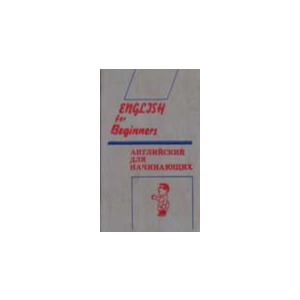 ENGLISH
for
Beginners
АНГЛИЙСКИЙ
ДЛЯ
НАЧИНАЮЩИХ